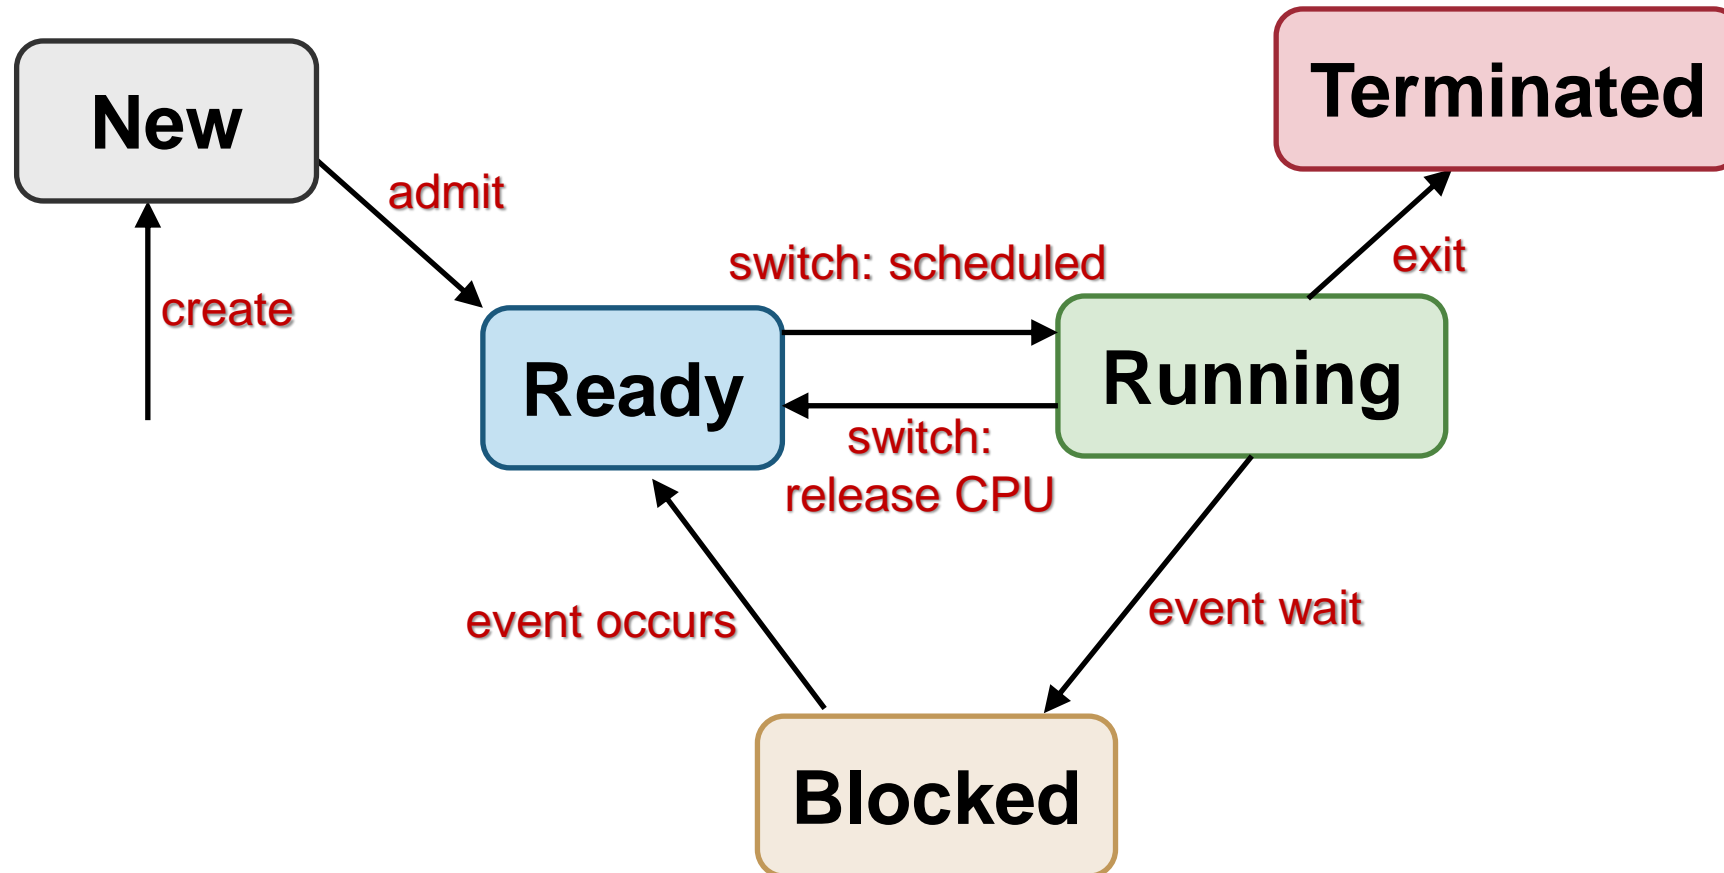 Terminated
New
admit
switch: scheduled
exit
create
Ready
Running
switch:
release CPU
event occurs
event wait
Blocked